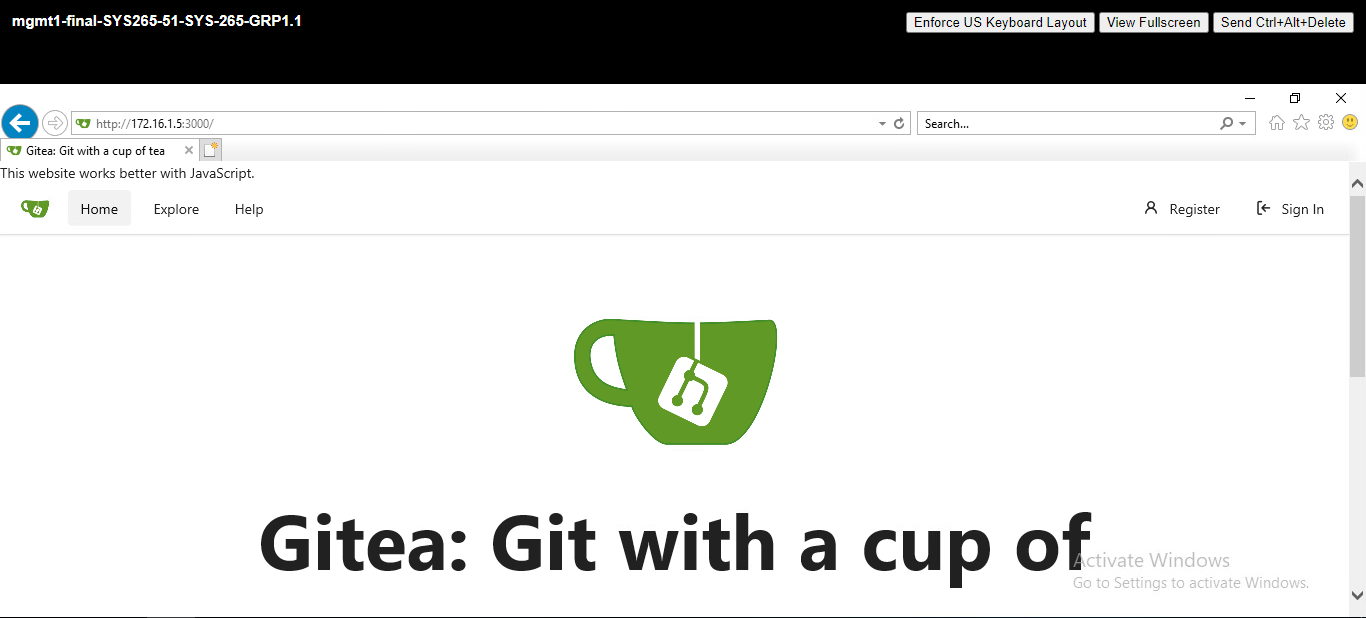 mgmt1-final-SYS265-51-SYS-265-GRP1.1
Enforce US Keyboard Layout View Fullscreen Send Ctrl+Alt+Delete
http://172.16.1.5:3000/ Search...
Gitea: Git with a cup of tea
This website works better with JavaScript.
Home Explore Help Register Sign In
Gitea: Git with a cup of
Activate Windows
Go to Settings to activate Windows.